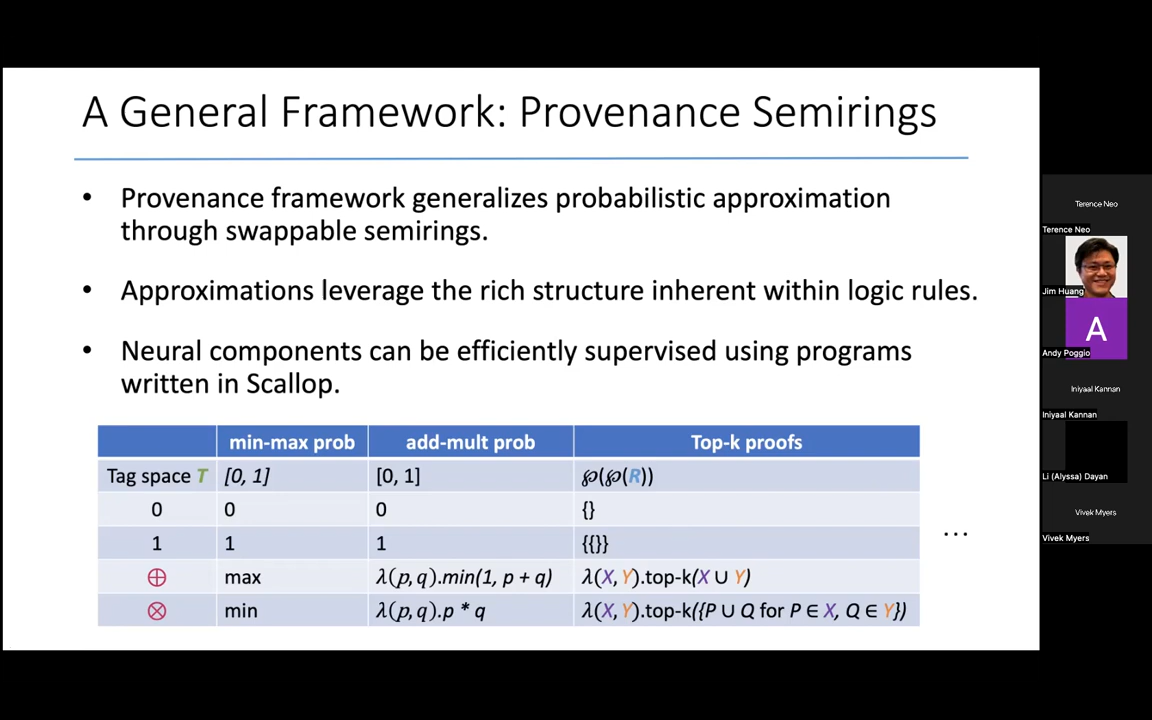 A General Framework: Provenance Semirings
• Provenance framework generalizes probabilistic approximation
through swappable semirings.
• Approximations leverage the rich structure inherent within logic rules.
• Neural components can be efficiently supervised using programs
written in Scallop.
min-max prob add-mult prob Top-k proofs
Tag space T [0, 1] [0, 1] ℘(℘(R))
0 0 0 {}
1 1 1 {{}}
⊕ max λ(p, q).min(1, p + q) λ(X, Y).top-k(X ∪ Y)
⊗ min λ(p, q).p * q λ(X, Y).top-k({P ∪ Q for P ∈ X, Q ∈ Y})
...
Terence Neo
Terence Neo
Jim Huang
A
Andy Poggio
Iniyaal Kannan
Iniyaal Kannan
Li (Alyssa) Dayan
Vivek Myers
Vivek Myers